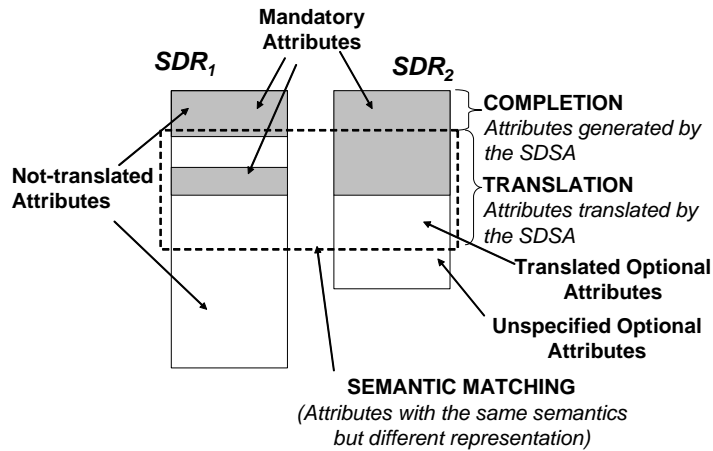 Mandatory
Attributes
SDR1
SDR2
COMPLETION
Attributes generated by
the SDSA
Not-translated
Attributes
TRANSLATION
Attributes translated by
the SDSA
Translated Optional
Attributes
Unspecified Optional
Attributes
SEMANTIC MATCHING
(Attributes with the same semantics
but different representation)